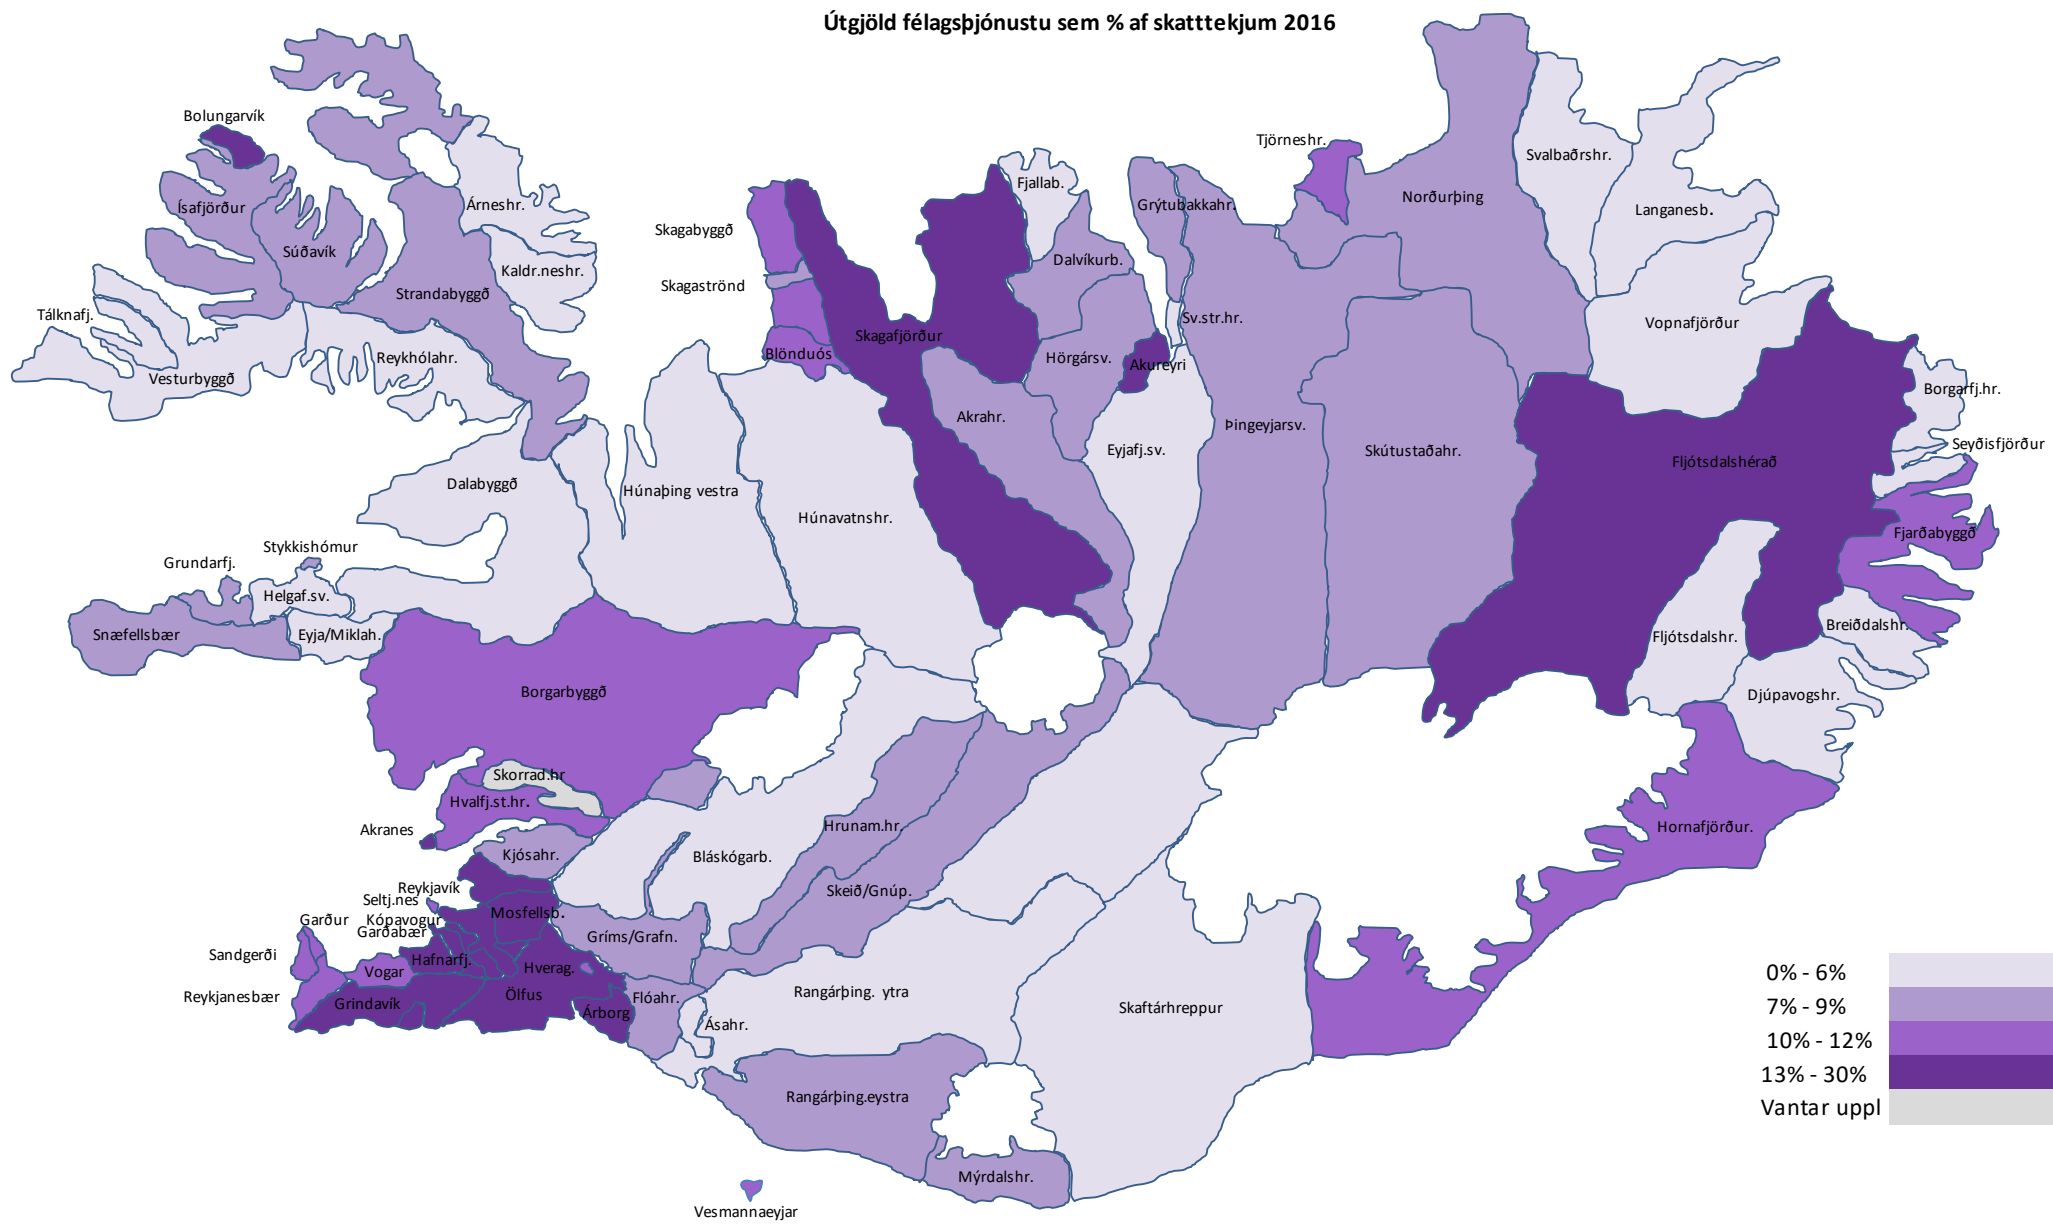 Útgjöld félagsþjónustu sem % af skatttekjum 2016
Bolungarvík
Ísafjörður
Súðavík
Árneshr.
Kaldr.neshr.
Strandabyggð
Tálknafj.
Vesturbyggð
Reykhólahr.
Skagabyggð
Skagaströnd
Blönduós
Skagafjörður
Fjallab.
Dalvíkurb.
Hörgársv.
Akureyri
Grýtubakkahr.
Sv.str.hr.
Tjörneshr.
Norðurþing
Svalbaðrshr.
Langanesb.
Vopnafjörður
Borgarfj.hr.
Seyðisfjörður
Fljótsdalshérað
Fjarðabyggð
Breiðdalshr.
Fljótsdalshr.
Djúpavogshr.
Akrahr.
Eyjafj.sv.
Þingeyjarsv.
Skútustaðahr.
Dalabyggð
Húnaþing vestra
Húnavatnshr.
Stykkishómur
Grundarfj.
Helgaf.sv.
Snæfellsbær
Eyja/Miklah.
Borgarbyggð
Skorrad.hr
Hvalfj.st.hr.
Akranes
Kjósahr.
Bláskógarb.
Hrunam.hr.
Skeið/Gnúp.
Hornafjörður.
Reykjavík
Seltj.nes
Mosfellsb.
Kópavogur
Garðabær
Garður
Sandgerði
Hafnarfj.
Vogar
Reykjanesbær
Grindavík
Hverag.
Ölfus
Árborg
Gríms/Grafn.
Flóahr.
Ásahr.
Rangárþing. ytra
Skaftárhreppur
Rangárþing.eystra
Mýrdalshr.
Vesmannaeyjar
0% - 6%
7% - 9%
10% - 12%
13% - 30%
Vantar uppl